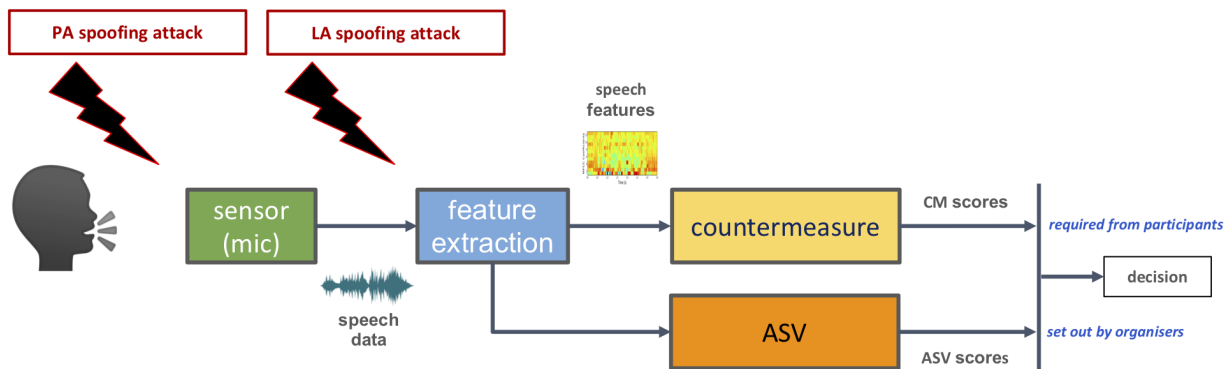 PA spoofing attack
LA spoofing attack
speech
features
sensor
(mic)
feature
extraction
countermeasure
CM scores
required from participants
decision
speech
data
ASV
ASV scores
set out by organisers